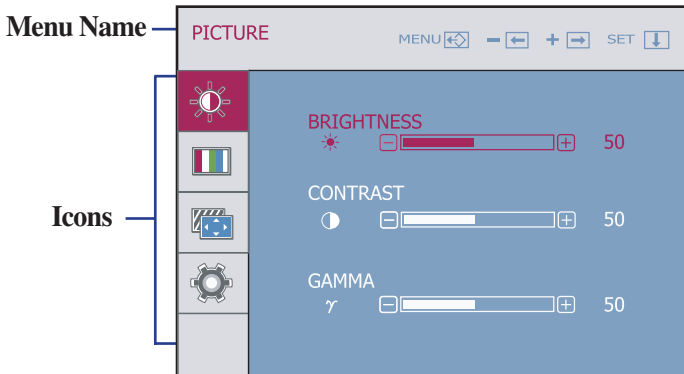 Menu Name
PICTURE
MENU - + SET
Icons
BRIGHTNESS
50
CONTRAST
50
GAMMA
γ 50